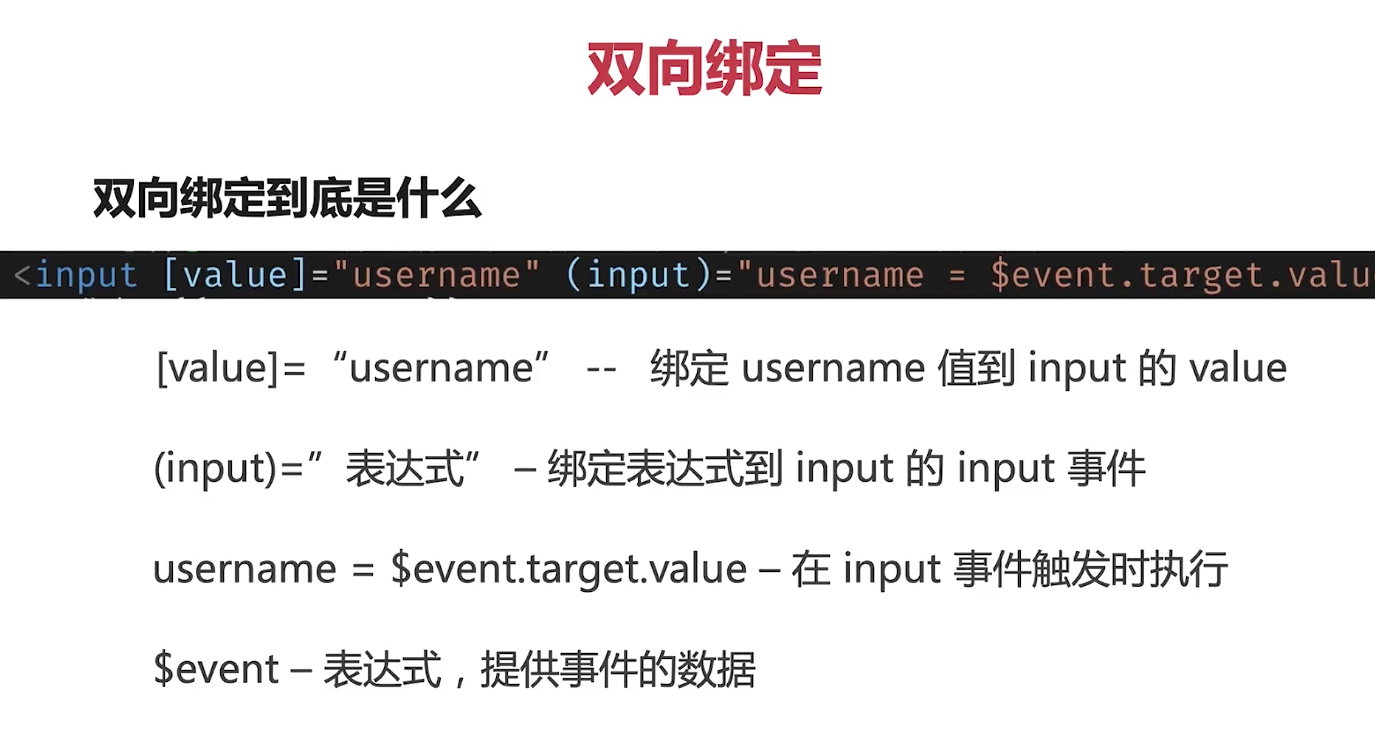 双向绑定
双向绑定到底是什么
<input [value]="username" (input)="username = $event.target.valu
[value]=“username” -- 绑定 username 值到 input 的 value
(input)=”表达式” – 绑定表达式到 input 的 input 事件
username = $event.target.value – 在 input 事件触发时执行
$event – 表达式，提供事件的数据